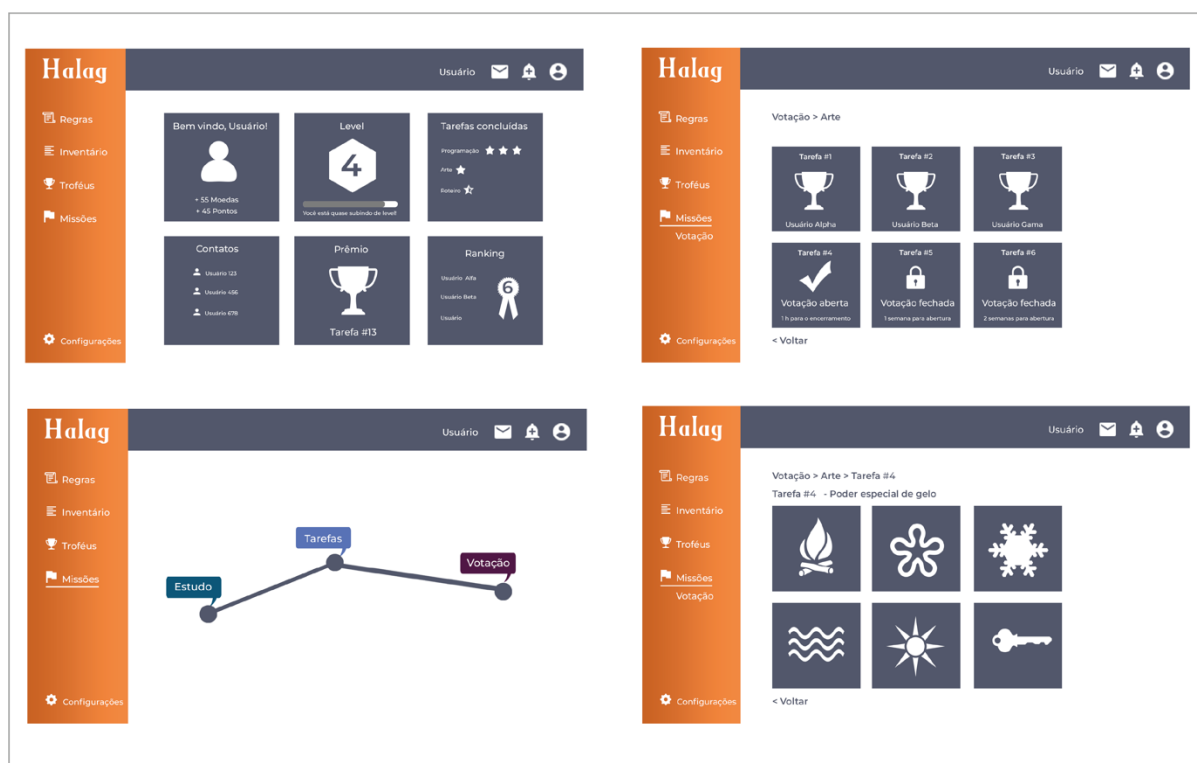 Halag
Usuário
Regras
Inventário
Troféus
Missões
Configurações
Bem vindo, Usuário!
+ 55 Moedas
+ 45 Pontos
Level
4
Você está quase subindo de level!
Tarefas concluídas
Programação
Arte
Roteiro
Contatos
Usuário 123
Usuário 456
Usuário 678
Prêmio
Tarefa #13
Ranking
6
Usuário Alfa
Usuário Beta
Usuário
Halag
Usuário
Regras
Inventário
Troféus
Missões
Votação
Configurações
Votação > Arte
Tarefa #1
Usuário Alpha
Tarefa #2
Usuário Beta
Tarefa #3
Usuário Gama
Tarefa #4
Votação aberta
1 h para o encerramento
Tarefa #5
Votação fechada
1 semana para abertura
Tarefa #6
Votação fechada
2 semanas para abertura
< Voltar
Halag
Usuário
Regras
Inventário
Troféus
Missões
Configurações
Estudo
Tarefas
Votação
Halag
Usuário
Regras
Inventário
Troféus
Missões
Votação
Configurações
Votação > Arte > Tarefa #4
Tarefa #4 - Poder especial de gelo
< Voltar